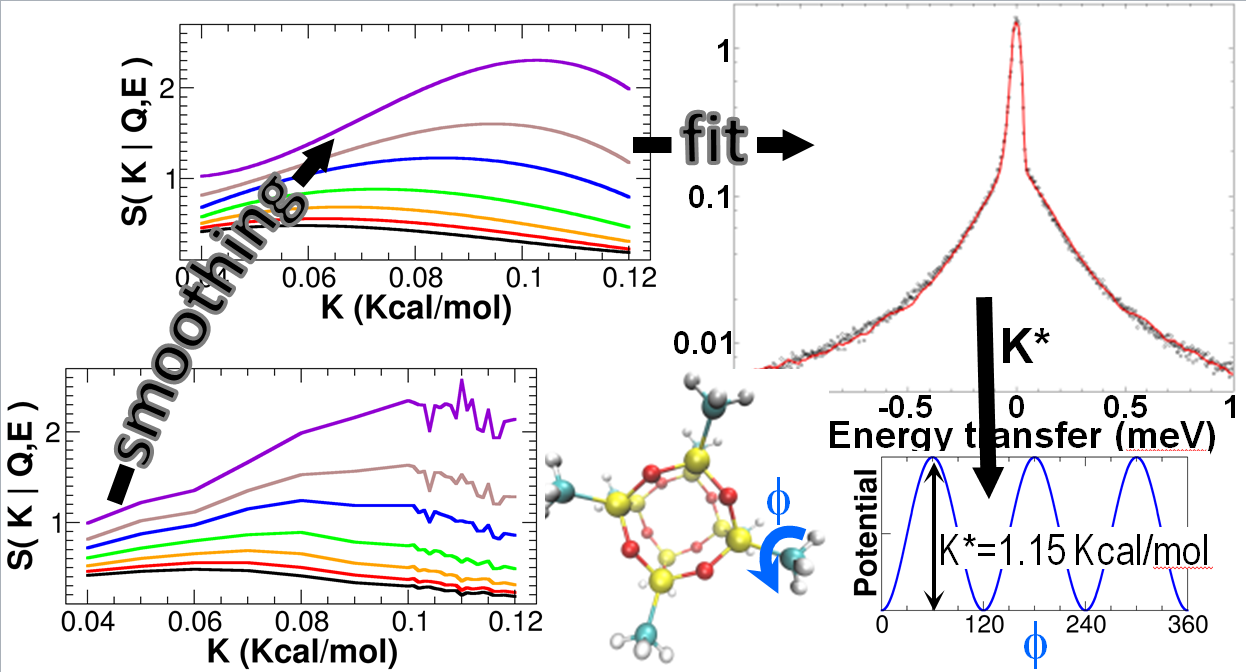 S( K | Q,E )
2
1
0.04
0.06
0.08
0.1
0.12
K (Kcal/mol)
smoothing
fit
1
0.1
0.01
-0.5
0
0.5
1
Energy transfer (meV)
K*
S( K | Q,E )
2
1
0.04
0.06
0.08
0.1
0.12
K (Kcal/mol)
ϕ
Potential
K*=1.15 Kcal/mol
0
120
240
360
ϕ